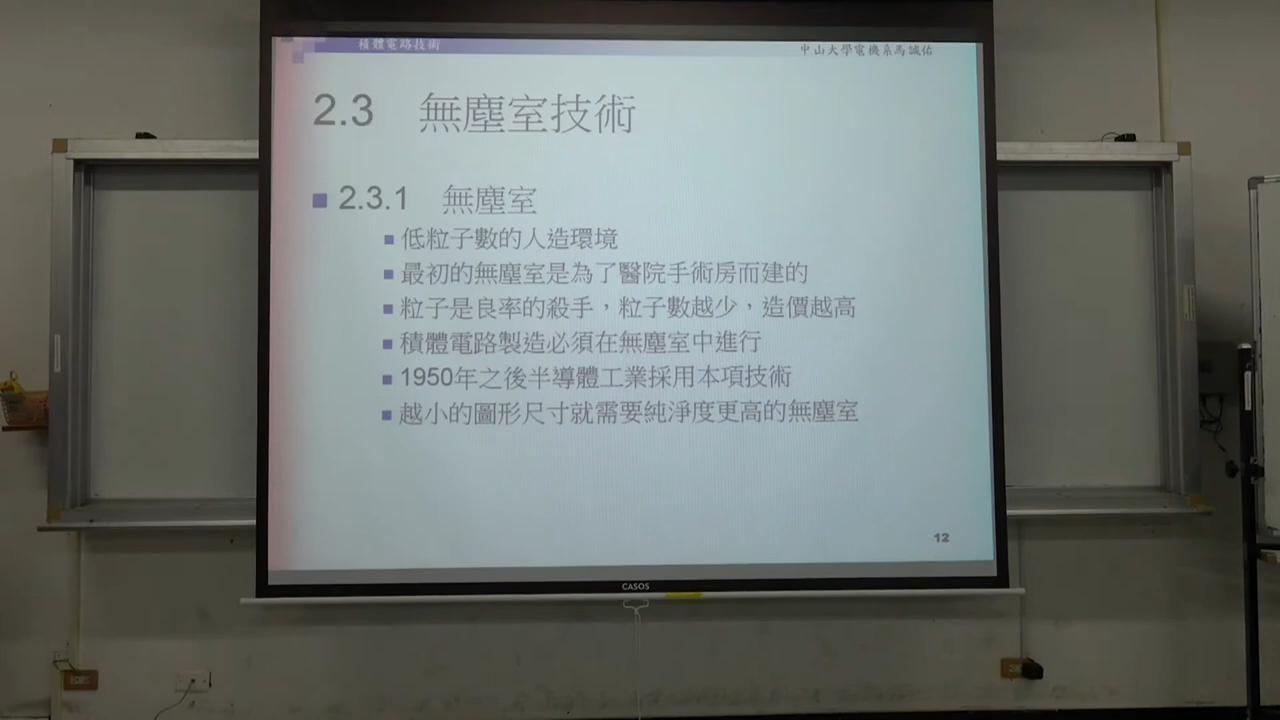 積體電路技術
中山大學電機系馬誠佑
2.3 無塵室技術
2.3.1 無塵室
低粒子數的人造環境
最初的無塵室是為了醫院手術房而建的
粒子是良率的殺手，粒子數越少，造價越高
積體電路製造必須在無塵室中進行
1950年之後半導體工業採用本項技術
越小的圖形尺寸就需要純淨度更高的無塵室
12
CASOS